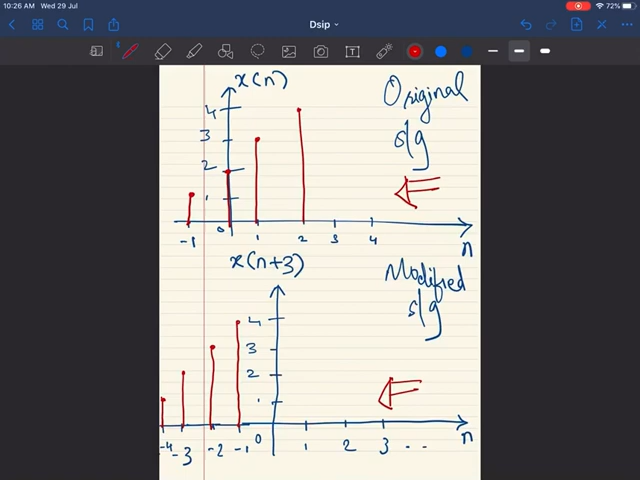 10:26 AM Wed 29 Jul
72%
Dsip
x(n)
Original
s/g
4
3
2
1
-1 0 1 2 3 4
n
x(n+3)
Modified
s/g
4
3
2
1
-4 -3 -2 -1 0 1 2 3 ...
n